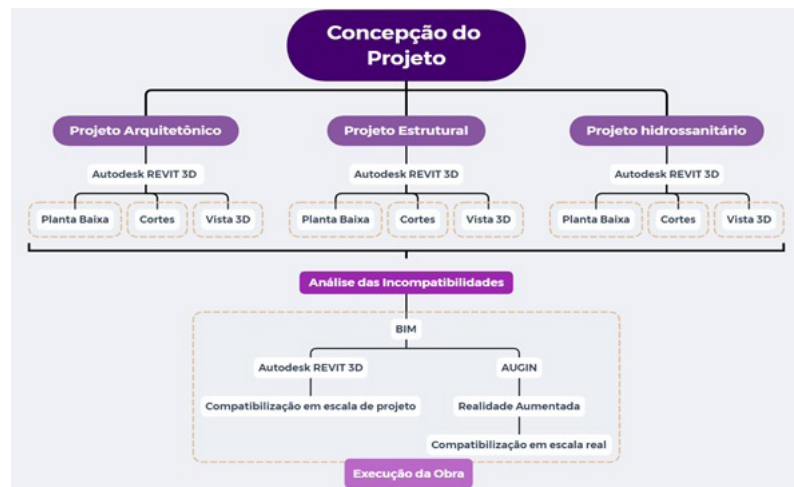 Concepção do
Projeto
Projeto Arquitetônico
Projeto Estrutural
Projeto hidrossanitário
Autodesk REVIT 3D
Autodesk REVIT 3D
Autodesk REVIT 3D
Planta Baixa
Cortes
Vista 3D
Planta Baixa
Cortes
Vista 3D
Planta Baixa
Cortes
Vista 3D
Análise das Incompatibilidades
BIM
Autodesk REVIT 3D
AUGIN
Compatibilização em escala de projeto
Realidade Aumentada
Compatibilização em escala real
Execução da Obra